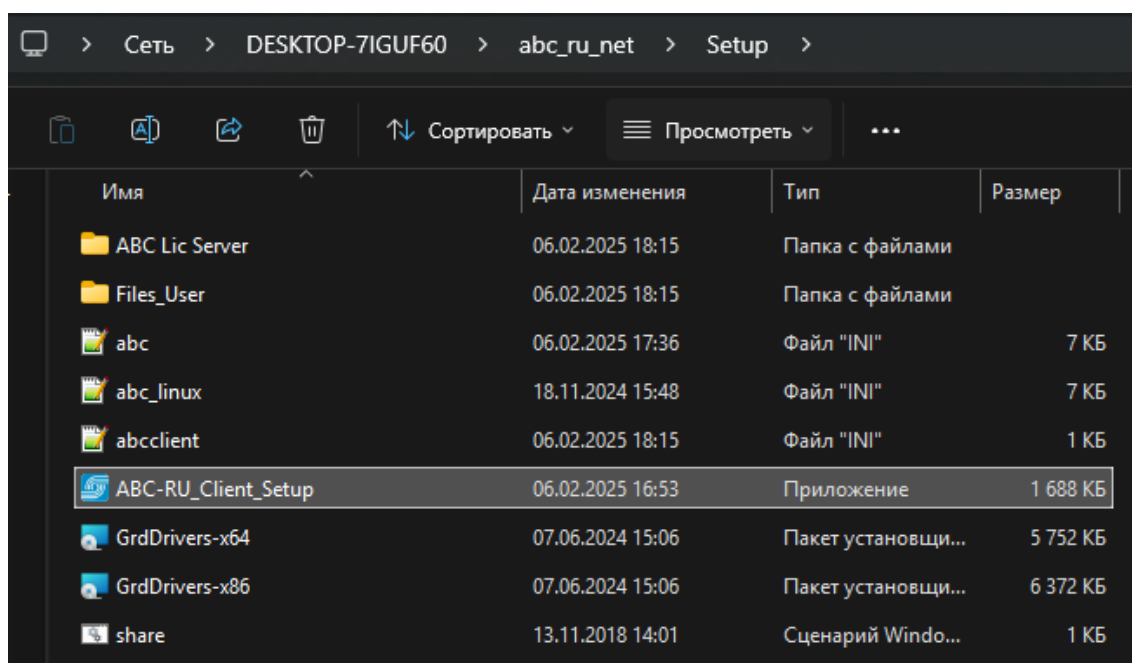 Сеть > DESKTOP-7IGUF60 > abc_ru_net > Setup >
Сортировать Просмотреть ...
Имя Дата изменения Тип Размер
ABC Lic Server 06.02.2025 18:15 Папка с файлами
Files_User 06.02.2025 18:15 Папка с файлами
abc 06.02.2025 17:36 Файл "INI" 7 КБ
abc_linux 18.11.2024 15:48 Файл "INI" 7 КБ
abcclient 06.02.2025 18:15 Файл "INI" 1 КБ
ABC-RU_Client_Setup 06.02.2025 16:53 Приложение 1 688 КБ
GrdDrivers-x64 07.06.2024 15:06 Пакет установщи... 5 752 КБ
GrdDrivers-x86 07.06.2024 15:06 Пакет установщи... 6 372 КБ
share 13.11.2018 14:01 Сценарий Windo... 1 КБ